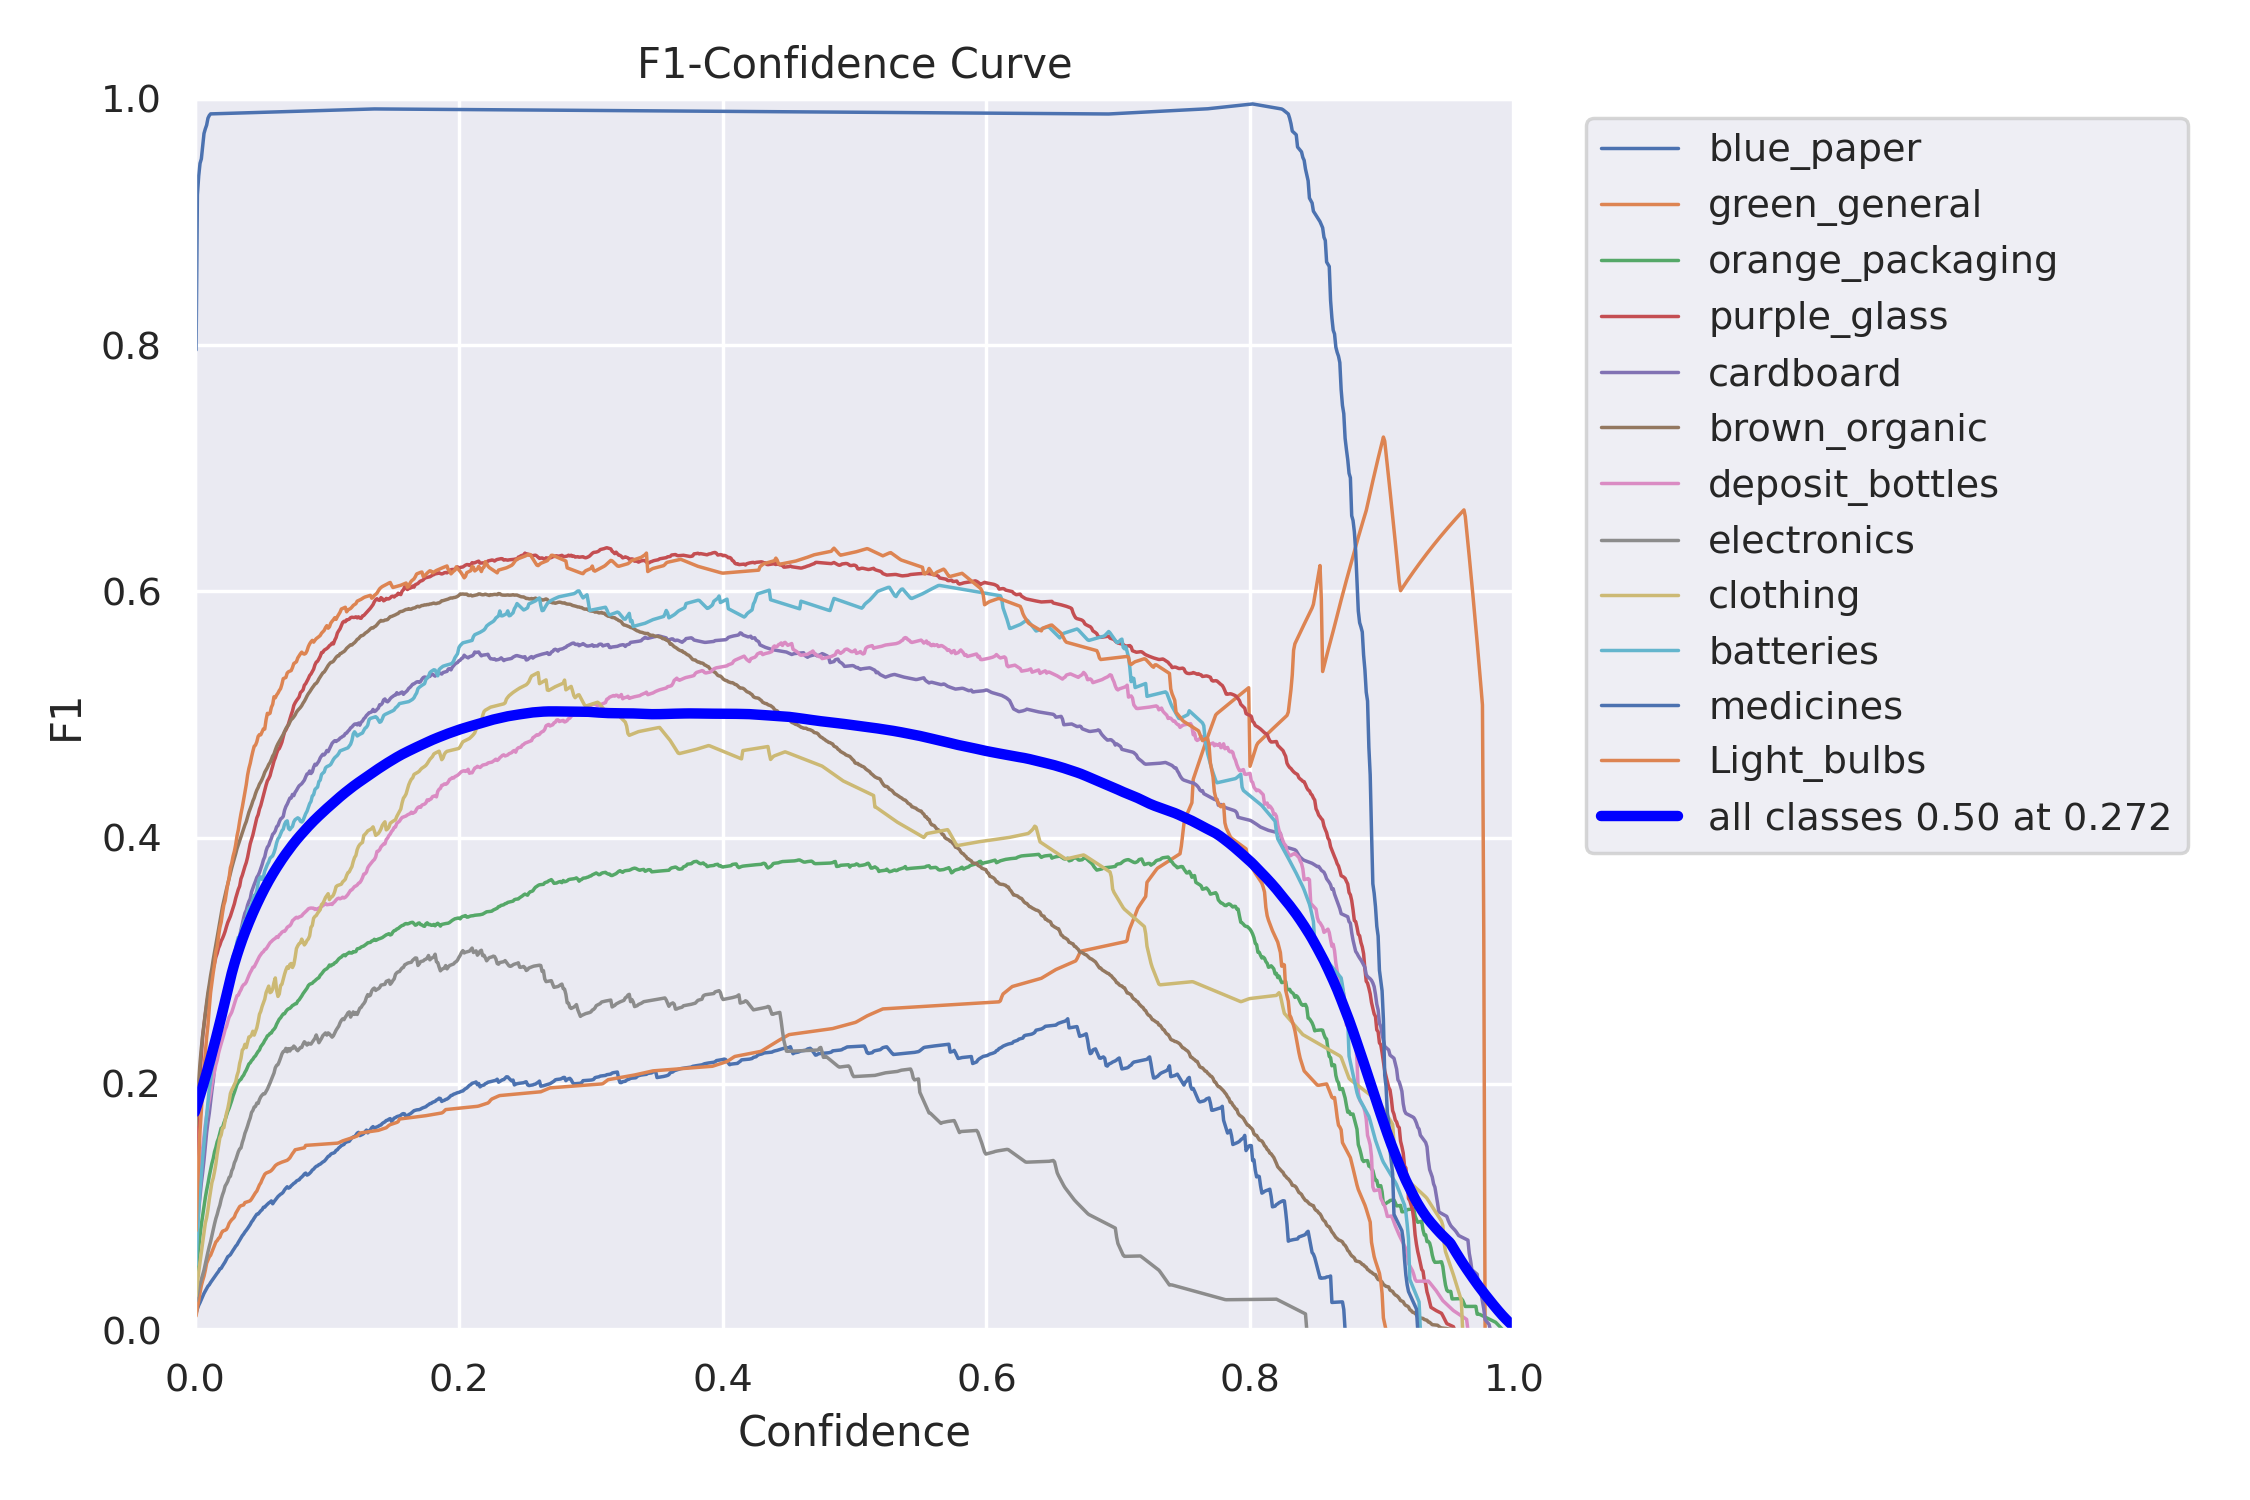 F1-Confidence Curve
1.0
0.8
0.6
0.4
0.2
0.0
F1
0.0 0.2 0.4 0.6 0.8 1.0
Confidence
blue_paper
green_general
orange_packaging
purple_glass
cardboard
brown_organic
deposit_bottles
electronics
clothing
batteries
medicines
Light_bulbs
all classes 0.50 at 0.272